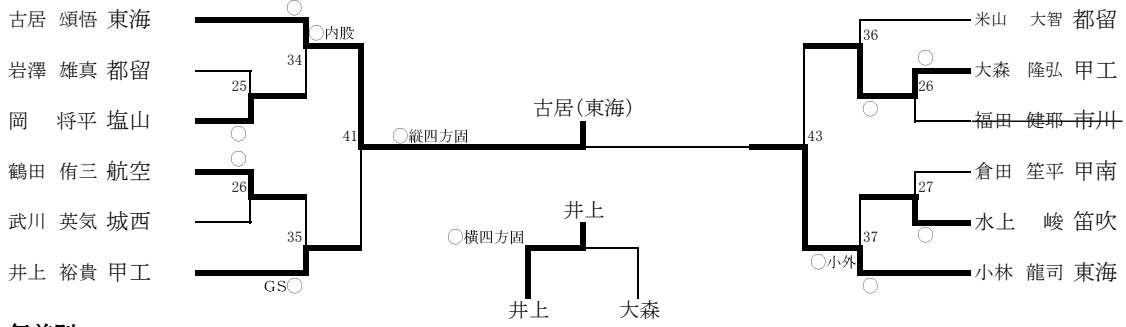 古居 頌悟 東海
岩澤 雄真 都留
岡 将平 塩山
鶴田 侑三 航空
武川 英気 城西
井上 裕貴 甲工
○
○内股
34
25
○
○
26
35
GS○
41
○縦四方固
古居(東海)
井上
○横四方固
井上
大森
43
36
○
26
○
27
○
37
○小外
○
米山 大智 都留
大森 隆弘 甲工
福田 健耶 市川
倉田 笙平 甲南
水上 峻 笛吹
小林 龍司 東海